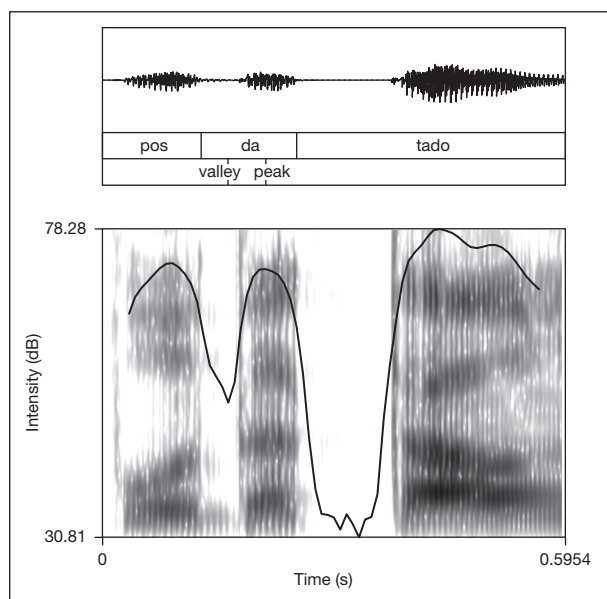 pos da tado
valley peak
78.28
Intensity (dB)
30.81
0 0.5954
Time (s)